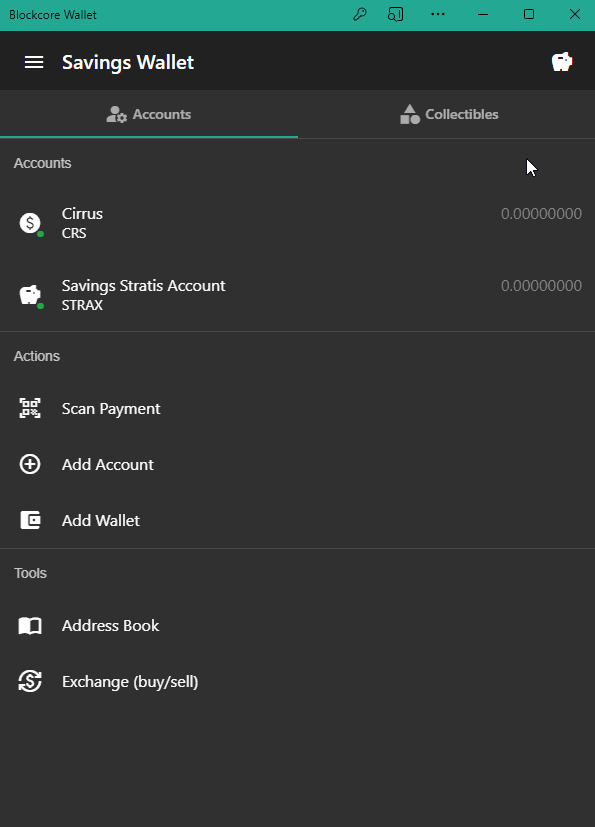 Blockcore Wallet
Savings Wallet
Accounts
Collectibles
Accounts
Cirrus
0.00000000
CRS
Savings Stratis Account
0.00000000
STRAX
Actions
Scan Payment
Add Account
Add Wallet
Tools
Address Book
Exchange (buy/sell)